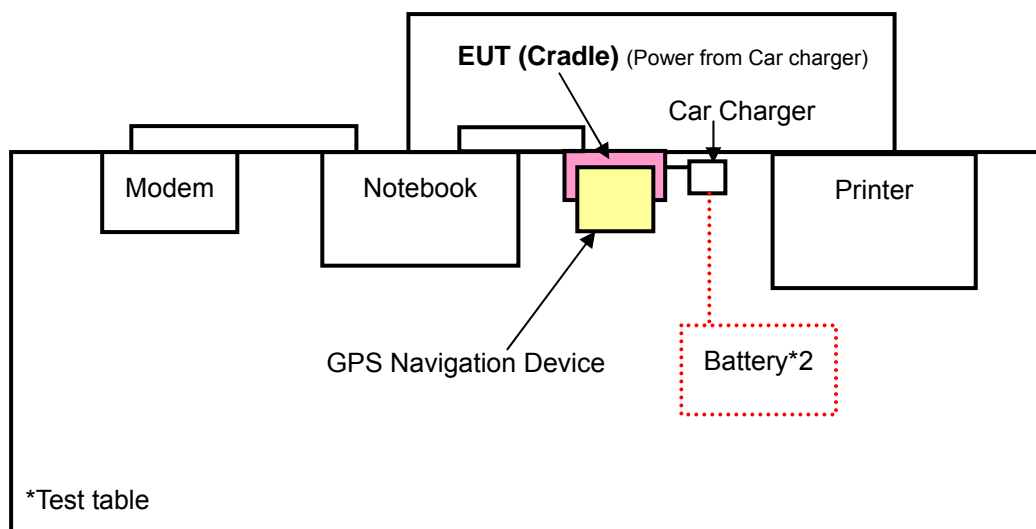 EUT (Cradle) (Power from Car charger)
Car Charger
Modem
Notebook
Printer
GPS Navigation Device
Battery*2
*Test table